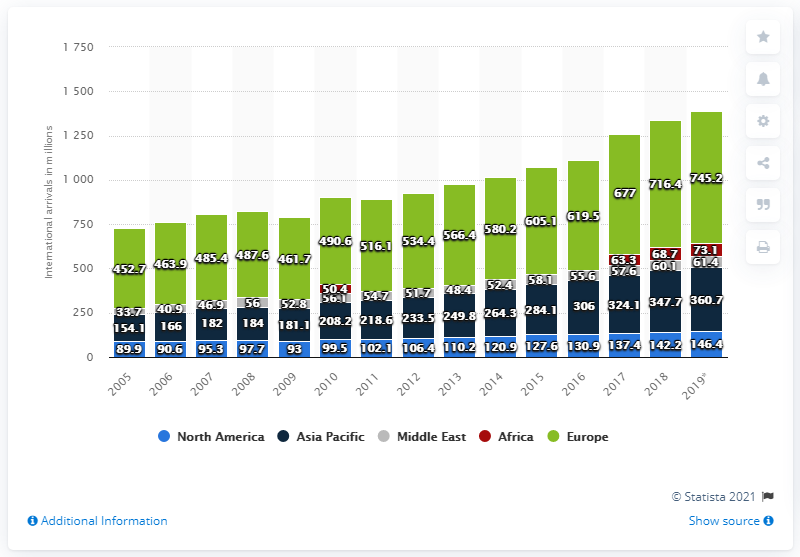 International arrivals in millions
1 750
1 500
1 250
1 000
750
500
250
0
452.7 463.9 485.4 487.6 461.7 490.6 516.1 534.4 566.4 580.2 605.1 619.5 677 716.4 745.2
50.4 63.3 68.7 73.1
33.7 40.9 46.9 56 52.8 56.1 54.7 51.7 48.4 52.4 58.1 55.6 57.6 60.1 61.4
154.1 166 182 184 181.1 208.2 218.6 233.5 249.8 264.3 284.1 306 324.1 347.7 360.7
89.9 90.6 95.3 97.7 93 99.5 102.1 106.4 110.2 120.9 127.6 130.9 137.4 142.2 146.4
2005 2006 2007 2008 2009 2010 2011 2012 2013 2014 2015 2016 2017 2018 2019*
North America Asia Pacific Middle East Africa Europe
© Statista 2021
Additional Information Show source